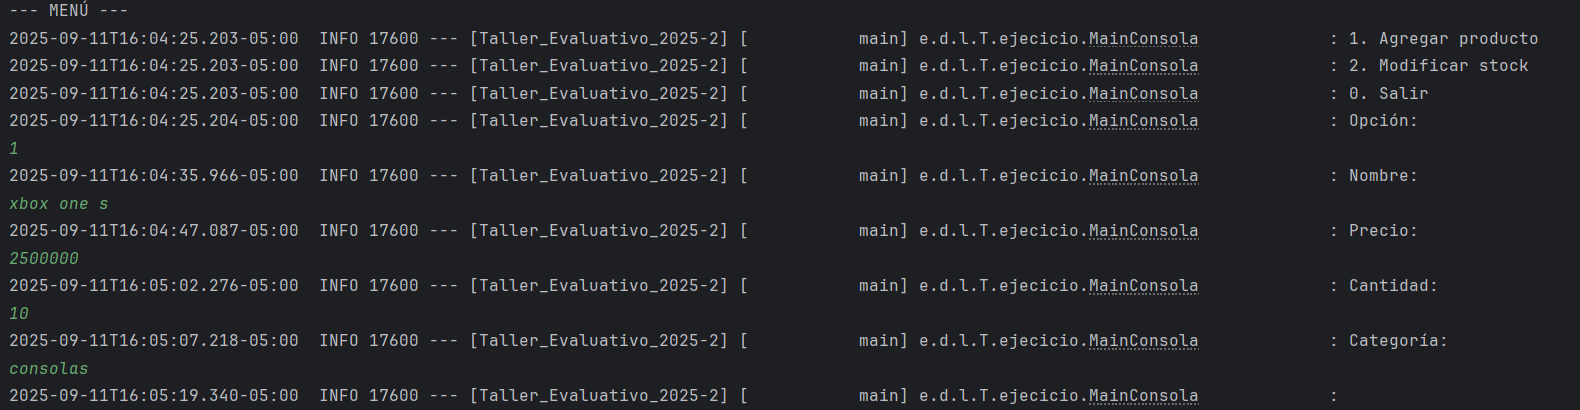 --- MENÚ ---
2025-09-11T16:04:25.203-05:00  INFO 17600 --- [Taller_Evaluativo_2025-2] [           main] e.d.l.T.ejecicio.MainConsola             : 1. Agregar producto
2025-09-11T16:04:25.203-05:00  INFO 17600 --- [Taller_Evaluativo_2025-2] [           main] e.d.l.T.ejecicio.MainConsola             : 2. Modificar stock
2025-09-11T16:04:25.203-05:00  INFO 17600 --- [Taller_Evaluativo_2025-2] [           main] e.d.l.T.ejecicio.MainConsola             : 0. Salir
2025-09-11T16:04:25.204-05:00  INFO 17600 --- [Taller_Evaluativo_2025-2] [           main] e.d.l.T.ejecicio.MainConsola             : Opción:
1
2025-09-11T16:04:35.966-05:00  INFO 17600 --- [Taller_Evaluativo_2025-2] [           main] e.d.l.T.ejecicio.MainConsola             : Nombre:
xbox one s
2025-09-11T16:04:47.087-05:00  INFO 17600 --- [Taller_Evaluativo_2025-2] [           main] e.d.l.T.ejecicio.MainConsola             : Precio:
2500000
2025-09-11T16:05:02.276-05:00  INFO 17600 --- [Taller_Evaluativo_2025-2] [           main] e.d.l.T.ejecicio.MainConsola             : Cantidad:
10
2025-09-11T16:05:07.218-05:00  INFO 17600 --- [Taller_Evaluativo_2025-2] [           main] e.d.l.T.ejecicio.MainConsola             : Categoría:
consolas
2025-09-11T16:05:19.340-05:00  INFO 17600 --- [Taller_Evaluativo_2025-2] [           main] e.d.l.T.ejecicio.MainConsola             :